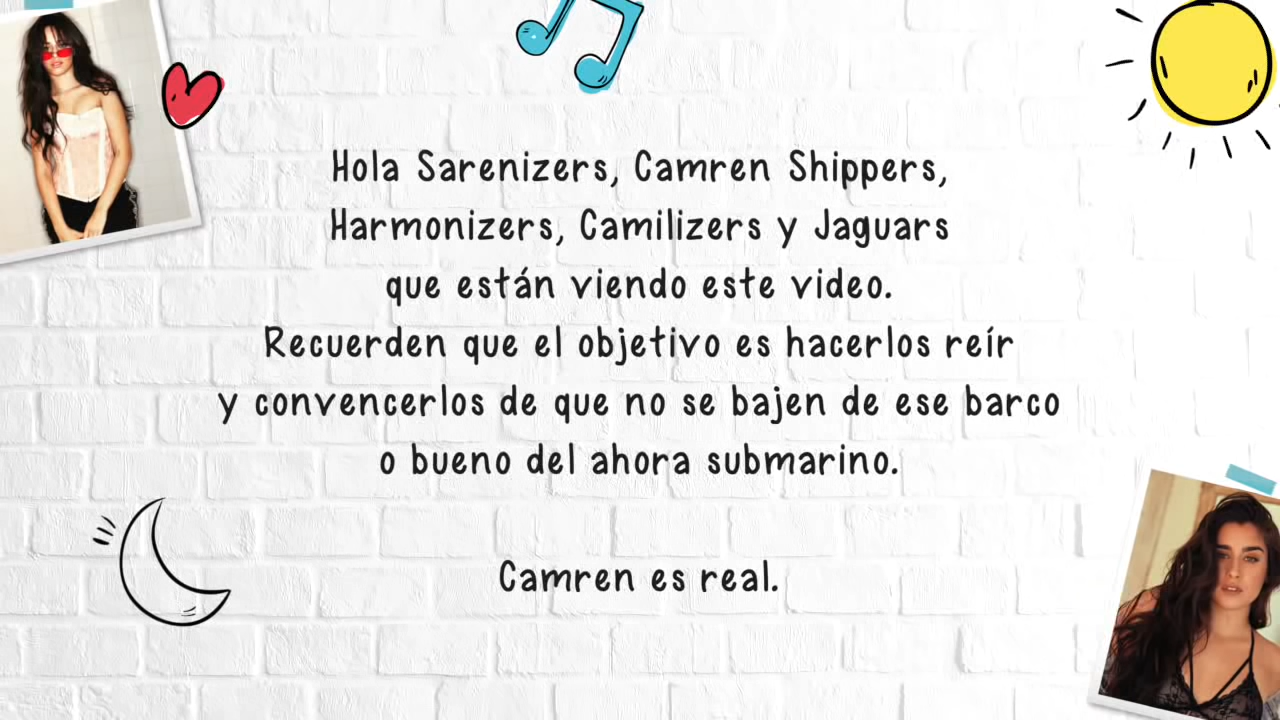 Hola Sarenizers, Camren Shippers,
Harmonizers, Camilizers y Jaguars
que están viendo este video.
Recuerden que el objetivo es hacerlos reír
y convencerlos de que no se bajen de ese barco
o bueno del ahora submarino.
Camren es real.